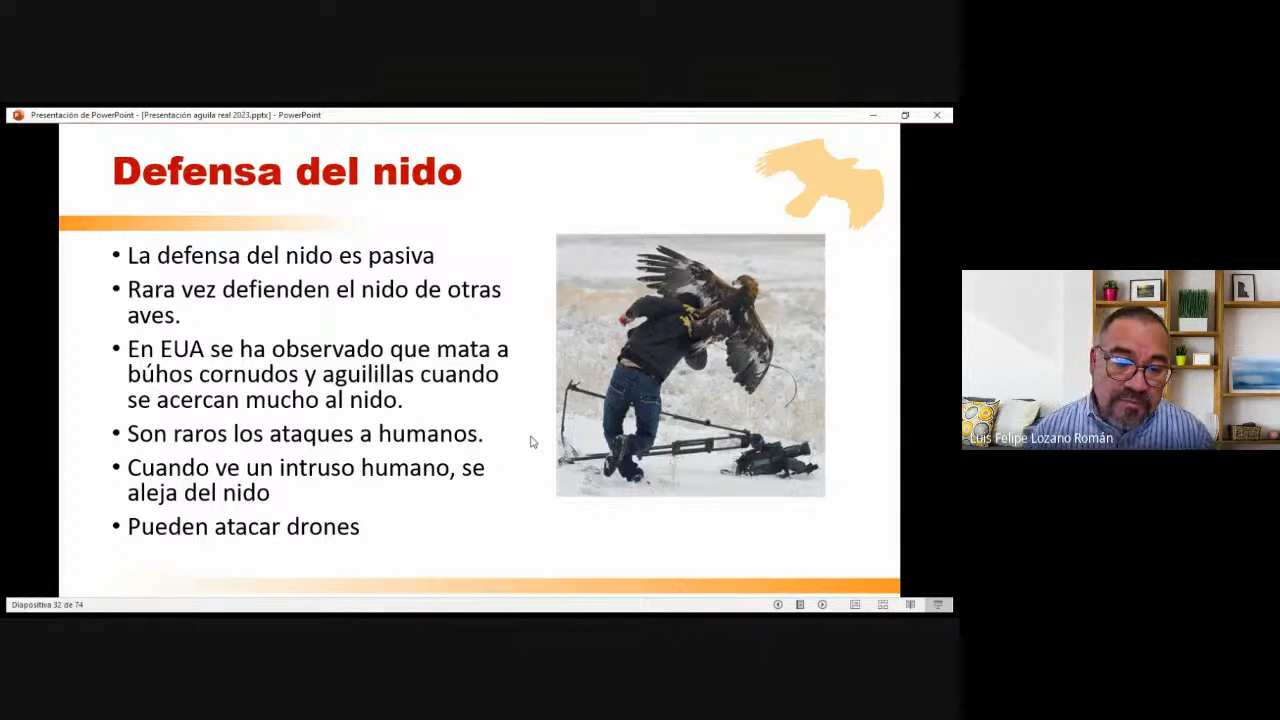 Presentación de PowerPoint - [Presentación aguila real 2023.pptx] - PowerPoint
Defensa del nido
• La defensa del nido es pasiva
• Rara vez defienden el nido de otras
aves.
• En EUA se ha observado que mata a
búhos cornudos y aguilillas cuando
se acercan mucho al nido.
• Son raros los ataques a humanos.
• Cuando ve un intruso humano, se
aleja del nido
• Pueden atacar drones
Diapositiva 32 de 74
Luis Felipe Lozano Román